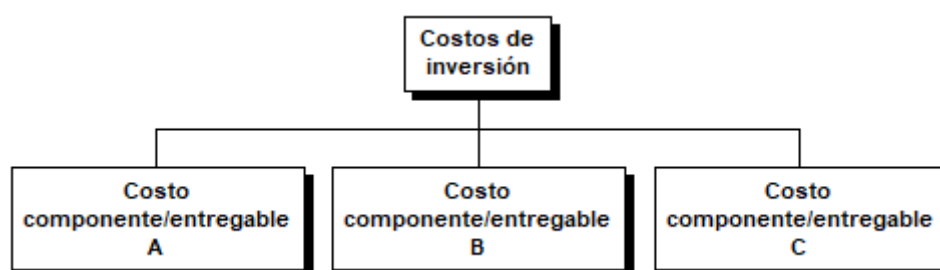 Costos de
inversión
Costo
componente/entregable
A
Costo
componente/entregable
B
Costo
componente/entregable
C